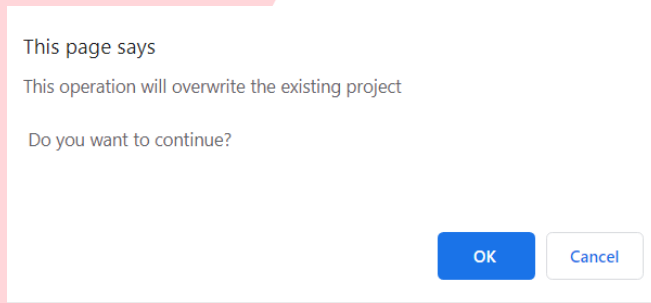 This page says
This operation will overwrite the existing project
Do you want to continue?
OK Cancel